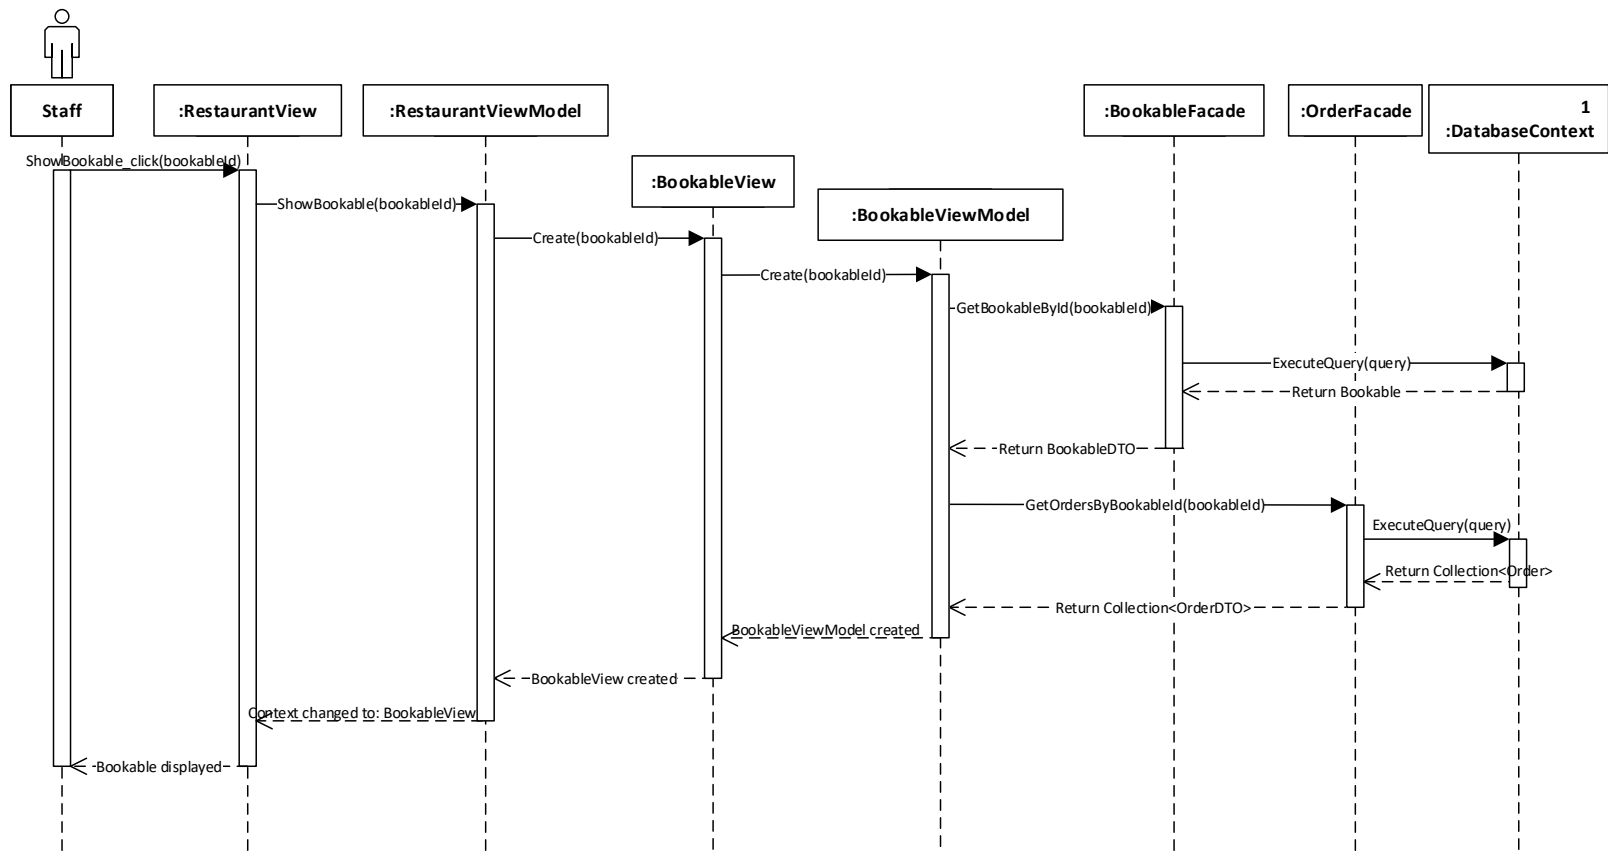 Staff
:RestaurantView
:RestaurantViewModel
:BookableFacade
:OrderFacade
1
:DatabaseContext
:BookableView
:BookableViewModel
ShowBookable_click(bookableId)
ShowBookable(bookableId)
Create(bookableId)
Create(bookableId)
GetBookableById(bookableId)
ExecuteQuery(query)
Return Bookable
Return BookableDTO
GetOrdersByBookableId(bookableId)
ExecuteQuery(query)
Return Collection<Order>
Return Collection<OrderDTO>
BookableViewModel created
BookableView created
Context changed to: BookableView
Bookable displayed